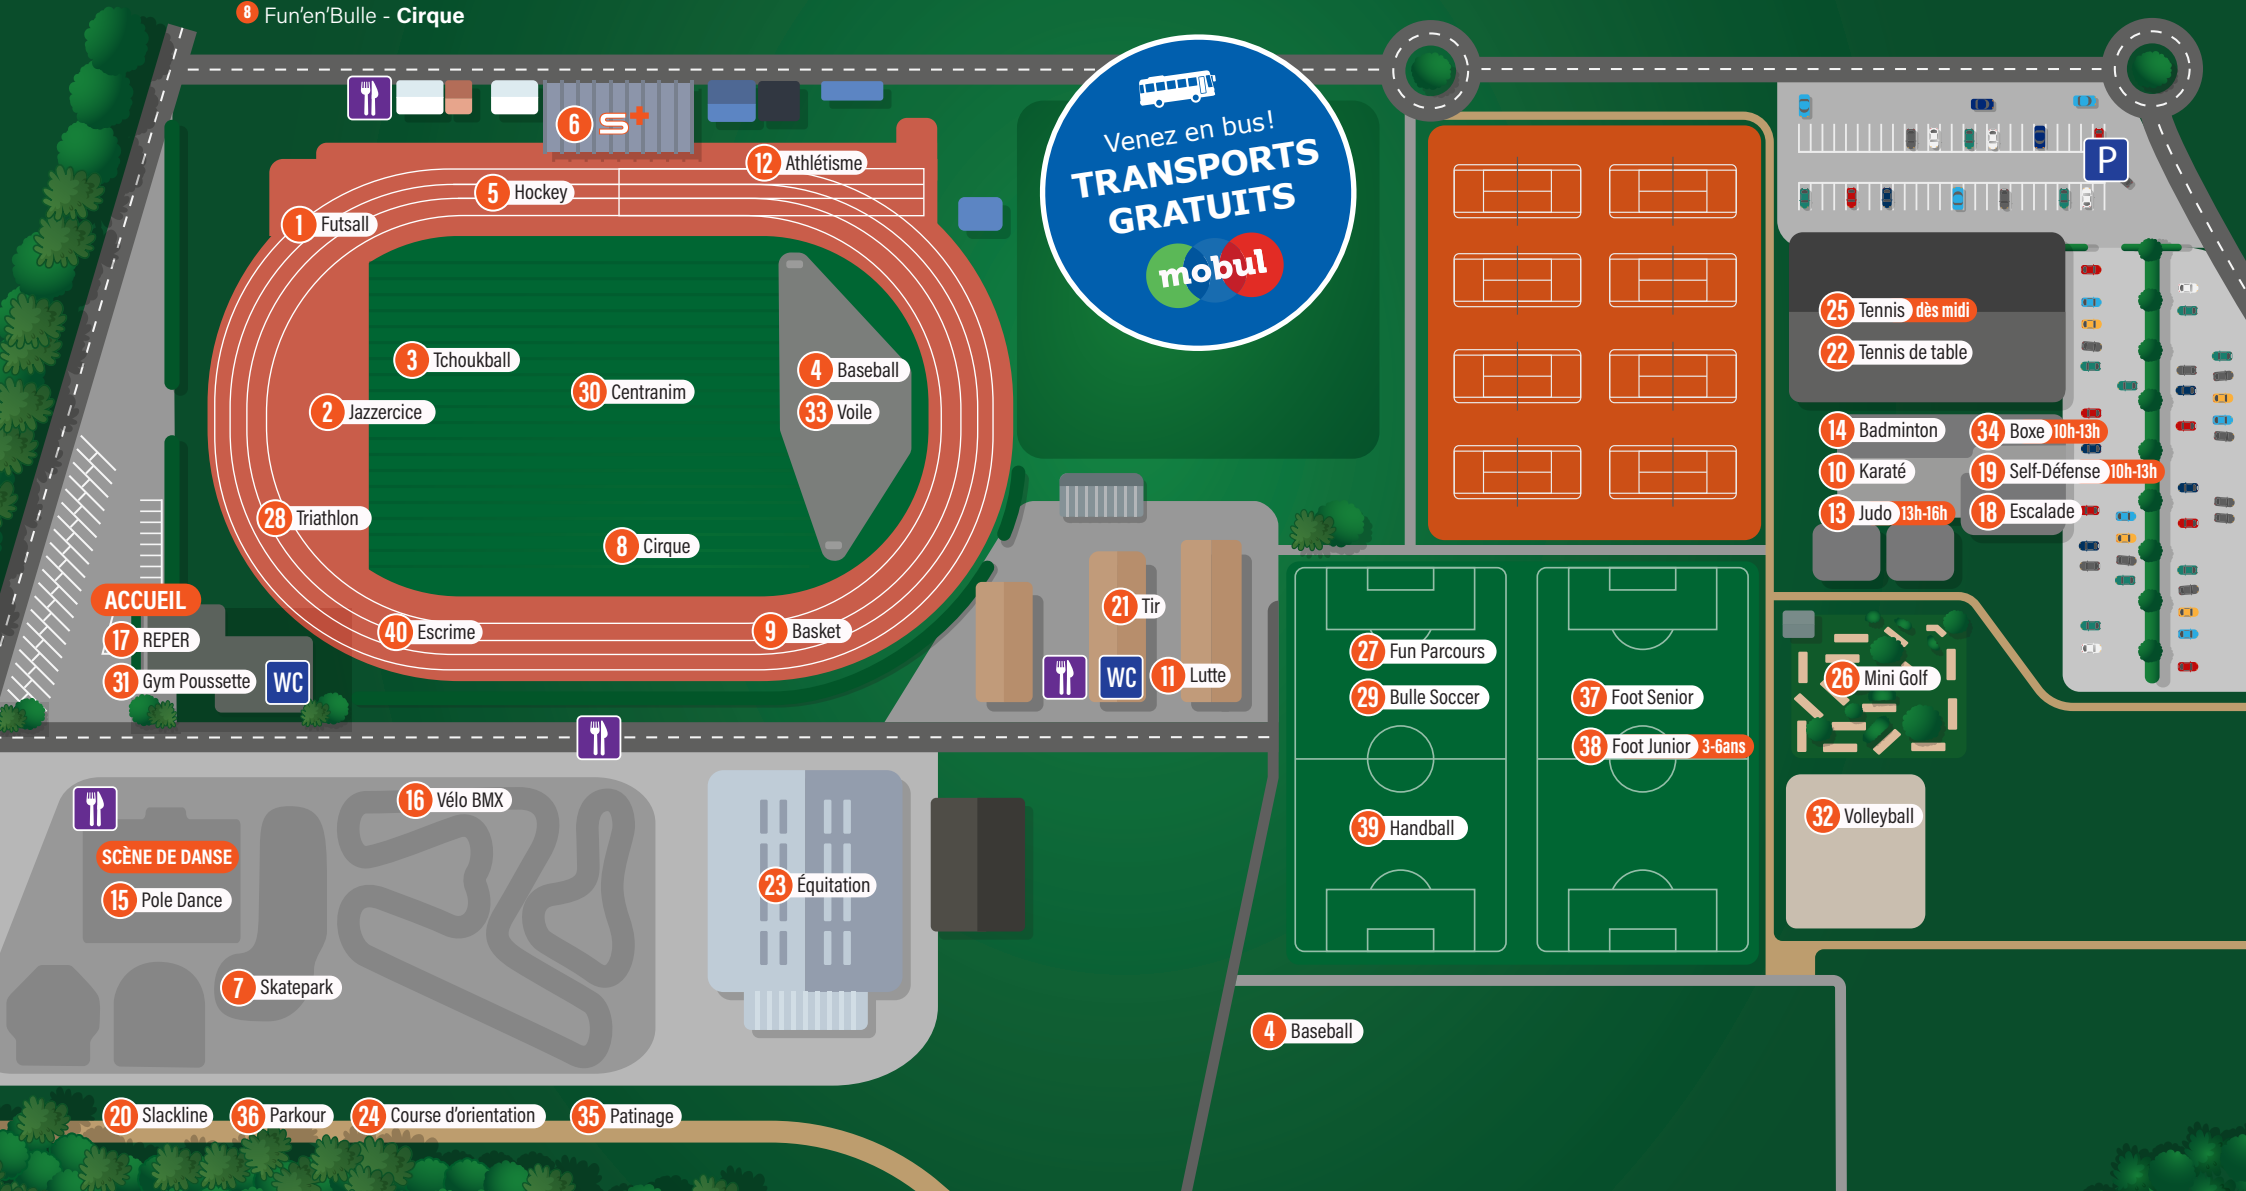 8 Fun'en'Bulle - Cirque
Venez en bus!
TRANSPORTS
GRATUITS
mobul
6 S+
12 Athlétisme
5 Hockey
1 Futsall
3 Tchoukball
30 Centranim
4 Baseball
2 Jazzercice
33 Voile
28 Triathlon
8 Cirque
40 Escrime
9 Basket
ACCUEIL
17 REPER
31 Gym Poussette
WC
21 Tir
WC
11 Lutte
P
25 Tennis dès midi
22 Tennis de table
14 Badminton
34 Boxe 10h-13h
10 Karaté
19 Self-Défense 10h-13h
13 Judo 13h-16h
18 Escalade
27 Fun Parcours
29 Bulle Soccer
37 Foot Senior
38 Foot Junior 3-6ans
39 Handball
26 Mini Golf
32 Volleyball
16 Vélo BMX
SCÈNE DE DANSE
15 Pole Dance
23 Équitation
7 Skatepark
4 Baseball
20 Slackline
36 Parkour
24 Course d'orientation
35 Patinage